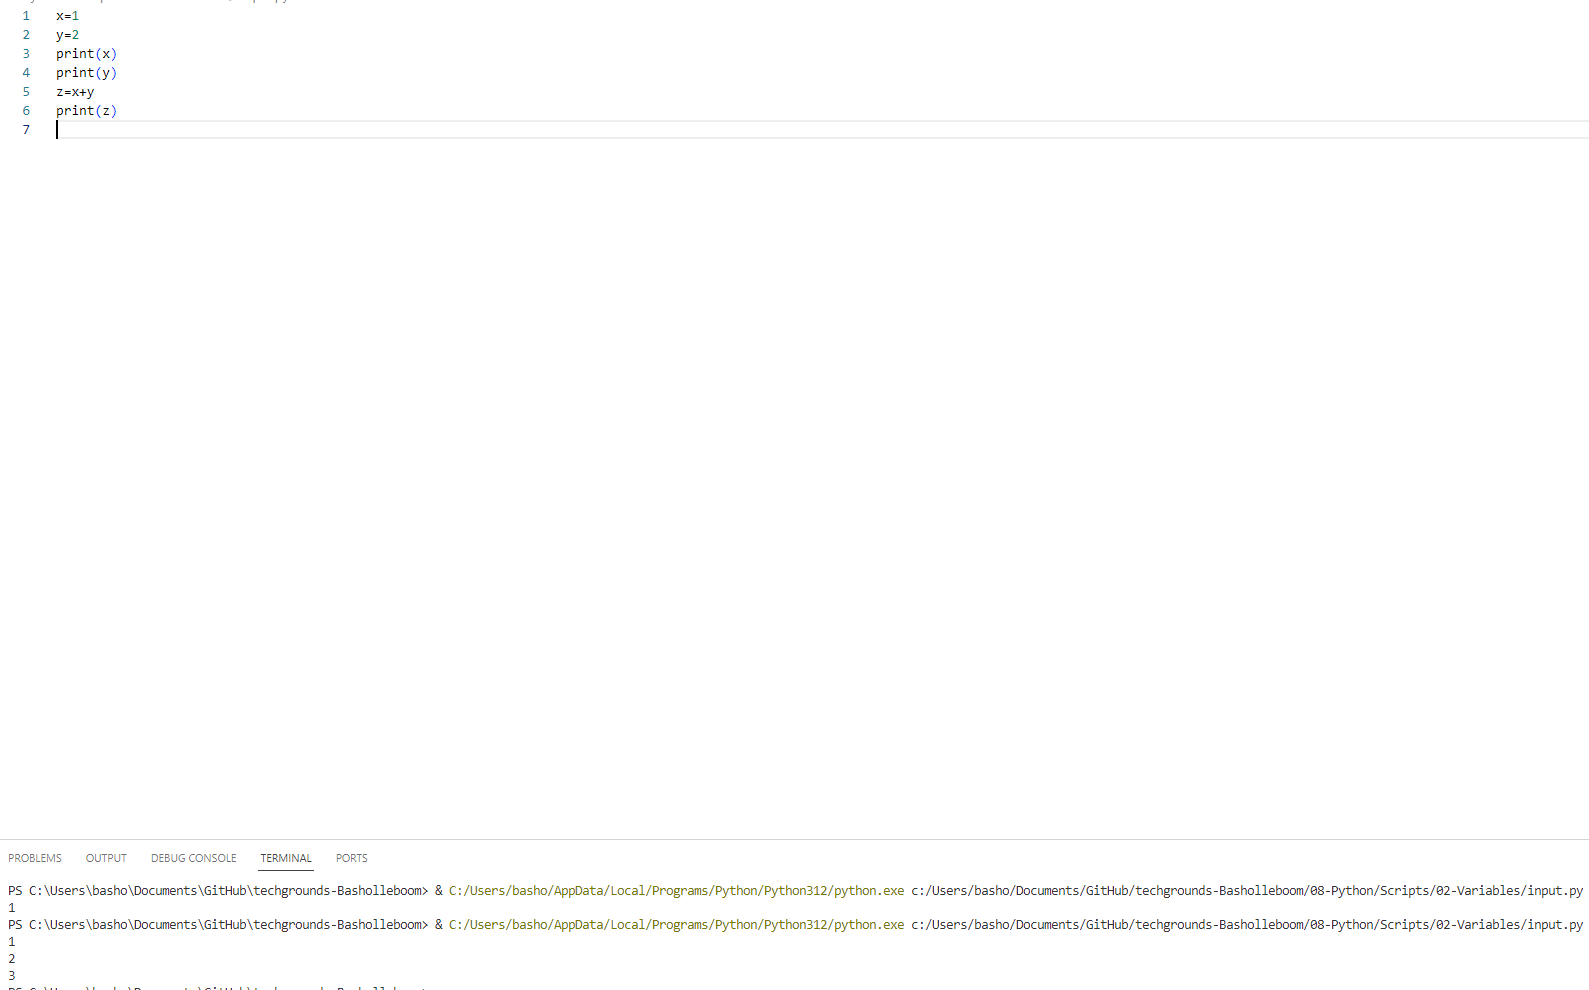 1 x=1
2 y=2
3 print(x)
4 print(y)
5 z=x+y
6 print(z)
7
PROBLEMS OUTPUT DEBUG CONSOLE TERMINAL PORTS
PS C:\Users\basho\Documents\GitHub\techgrounds-Basholleboom> & C:/Users/basho/AppData/Local/Programs/Python/Python312/python.exe c:/Users/basho/Documents/GitHub/techgrounds-Basholleboom/08-Python/Scripts/02-Variables/input.py
1
PS C:\Users\basho\Documents\GitHub\techgrounds-Basholleboom> & C:/Users/basho/AppData/Local/Programs/Python/Python312/python.exe c:/Users/basho/Documents/GitHub/techgrounds-Basholleboom/08-Python/Scripts/02-Variables/input.py
1
2
3